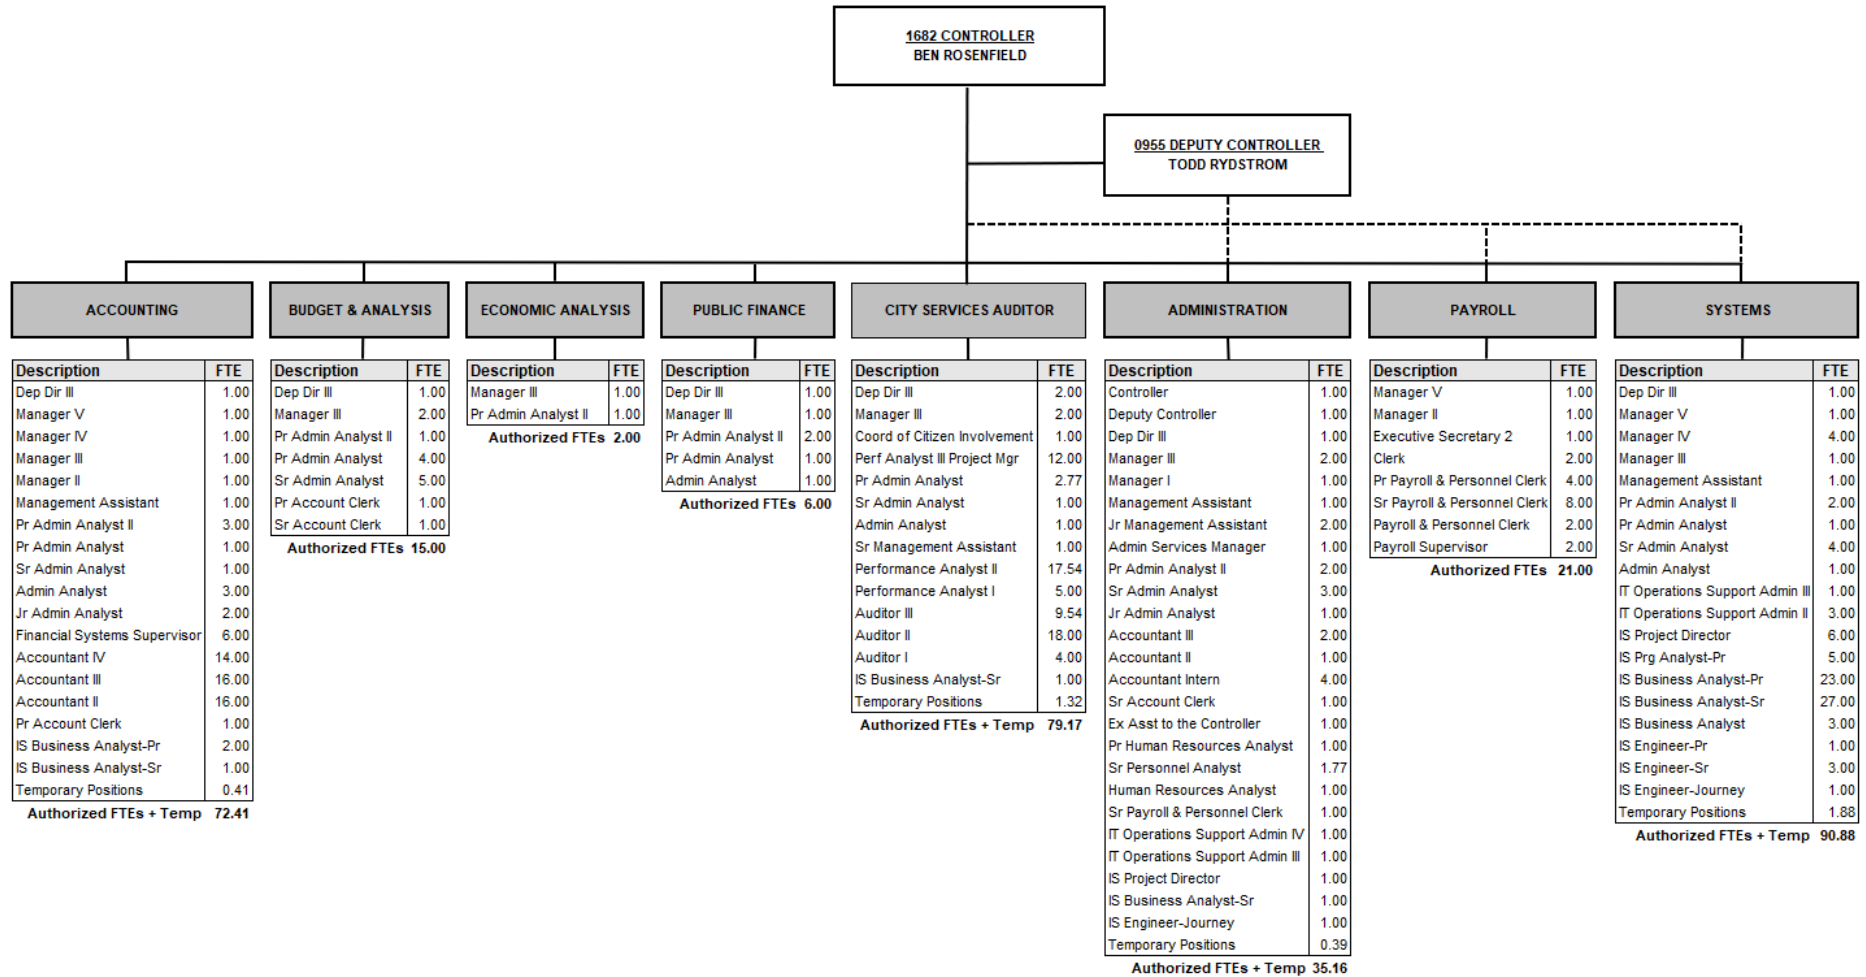 1682 CONTROLLER
BEN ROSENFIELD
0955 DEPUTY CONTROLLER
TODD RYDSTROM
ACCOUNTING
Description FTE
Dep Dir III 1.00
Manager V 1.00
Manager IV 1.00
Manager III 1.00
Manager II 1.00
Management Assistant 1.00
Pr Admin Analyst II 3.00
Pr Admin Analyst 1.00
Sr Admin Analyst 1.00
Admin Analyst 3.00
Jr Admin Analyst 2.00
Financial Systems Supervisor 6.00
Accountant IV 14.00
Accountant III 16.00
Accountant II 16.00
Pr Account Clerk 1.00
IS Business Analyst-Pr 2.00
IS Business Analyst-Sr 1.00
Temporary Positions 0.41
Authorized FTEs + Temp 72.41
BUDGET & ANALYSIS
Description FTE
Dep Dir III 1.00
Manager III 2.00
Pr Admin Analyst II 1.00
Pr Admin Analyst 4.00
Sr Admin Analyst 5.00
Pr Account Clerk 1.00
Sr Account Clerk 1.00
Authorized FTEs 15.00
ECONOMIC ANALYSIS
Description FTE
Manager III 1.00
Pr Admin Analyst II 1.00
Authorized FTEs 2.00
PUBLIC FINANCE
Description FTE
Dep Dir III 1.00
Manager III 1.00
Pr Admin Analyst II 2.00
Pr Admin Analyst 1.00
Admin Analyst 1.00
Authorized FTEs 6.00
CITY SERVICES AUDITOR
Description FTE
Dep Dir III 2.00
Manager III 2.00
Coord of Citizen Involvement 1.00
Perf Analyst III Project Mgr 12.00
Pr Admin Analyst 2.77
Sr Admin Analyst 1.00
Admin Analyst 1.00
Sr Management Assistant 1.00
Performance Analyst II 17.54
Performance Analyst I 5.00
Auditor III 9.54
Auditor II 18.00
Auditor I 4.00
IS Business Analyst-Sr 1.00
Temporary Positions 1.32
Authorized FTEs + Temp 79.17
ADMINISTRATION
Description FTE
Controller 1.00
Deputy Controller 1.00
Dep Dir III 1.00
Manager III 2.00
Manager I 1.00
Management Assistant 1.00
Jr Management Assistant 2.00
Admin Services Manager 1.00
Pr Admin Analyst II 2.00
Sr Admin Analyst 3.00
Jr Admin Analyst 1.00
Accountant III 2.00
Accountant II 1.00
Accountant Intern 4.00
Sr Account Clerk 1.00
Ex Asst to the Controller 1.00
Pr Human Resources Analyst 1.00
Sr Personnel Analyst 1.77
Human Resources Analyst 1.00
Sr Payroll & Personnel Clerk 1.00
IT Operations Support Admin IV 1.00
IT Operations Support Admin III 1.00
IS Project Director 1.00
IS Business Analyst-Sr 1.00
IS Engineer-Journey 1.00
Temporary Positions 0.39
Authorized FTEs + Temp 35.16
PAYROLL
Description FTE
Manager V 1.00
Manager II 1.00
Executive Secretary 2 1.00
Clerk 2.00
Pr Payroll & Personnel Clerk 4.00
Sr Payroll & Personnel Clerk 8.00
Payroll & Personnel Clerk 2.00
Payroll Supervisor 2.00
Authorized FTEs 21.00
SYSTEMS
Description FTE
Dep Dir III 1.00
Manager V 1.00
Manager IV 4.00
Manager III 1.00
Management Assistant 1.00
Pr Admin Analyst II 2.00
Pr Admin Analyst 1.00
Sr Admin Analyst 4.00
Admin Analyst 1.00
IT Operations Support Admin III 1.00
IT Operations Support Admin II 3.00
IS Project Director 6.00
IS Prg Analyst-Pr 5.00
IS Business Analyst-Pr 23.00
IS Business Analyst-Sr 27.00
IS Business Analyst 3.00
IS Engineer-Pr 1.00
IS Engineer-Sr 3.00
IS Engineer-Journey 1.00
Temporary Positions 1.88
Authorized FTEs + Temp 90.88